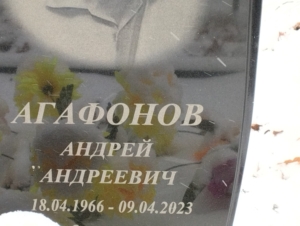 АГАФОНОВ
АНДРЕЙ
АНДРЕЕВИЧ
18.04.1966 - 09.04.2023